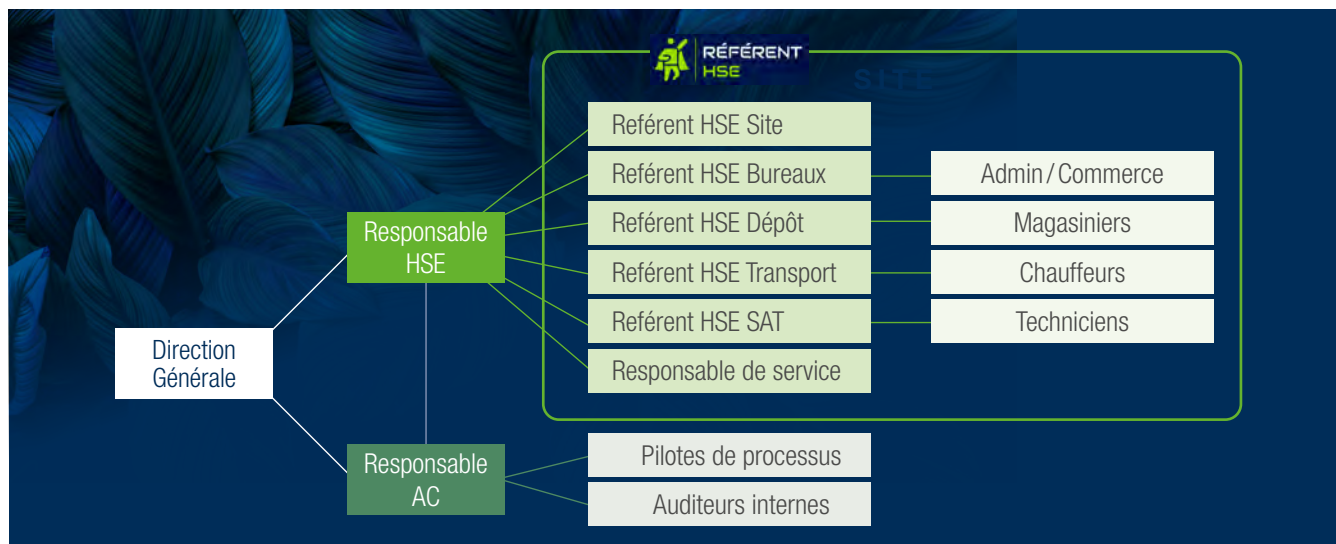 RÉFÉRENT
HSE
SITE
Reférent HSE Site
Reférent HSE Bureaux
Admin / Commerce
Reférent HSE Dépôt
Magasiniers
Responsable
HSE
Reférent HSE Transport
Chauffeurs
Reférent HSE SAT
Techniciens
Direction
Générale
Responsable de service
Responsable
AC
Pilotes de processus
Auditeurs internes